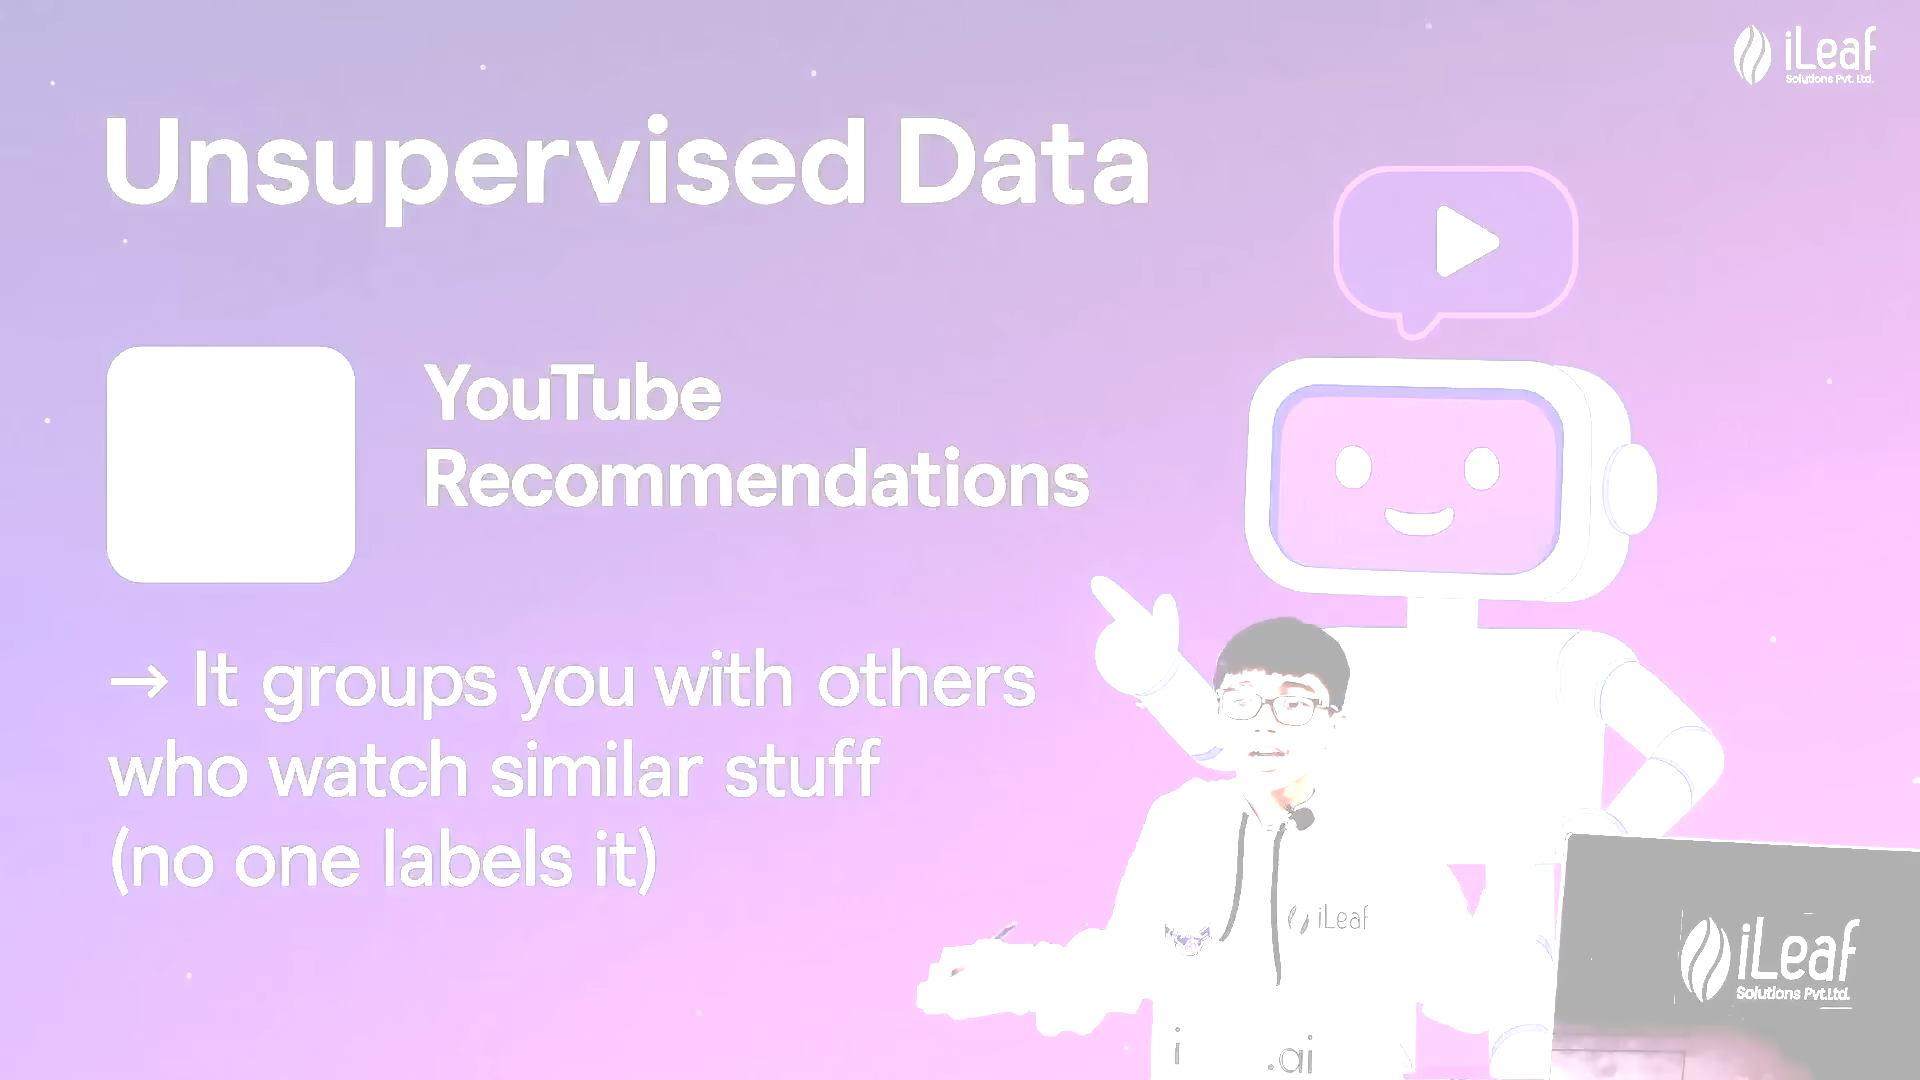 iLeaf
Solutions Pvt. Ltd.
Unsupervised Data
YouTube
Recommendations
→ It groups you with others
who watch similar stuff
(no one labels it)
iLeaf
i .ai
iLeaf
Solutions Pvt.Ltd.